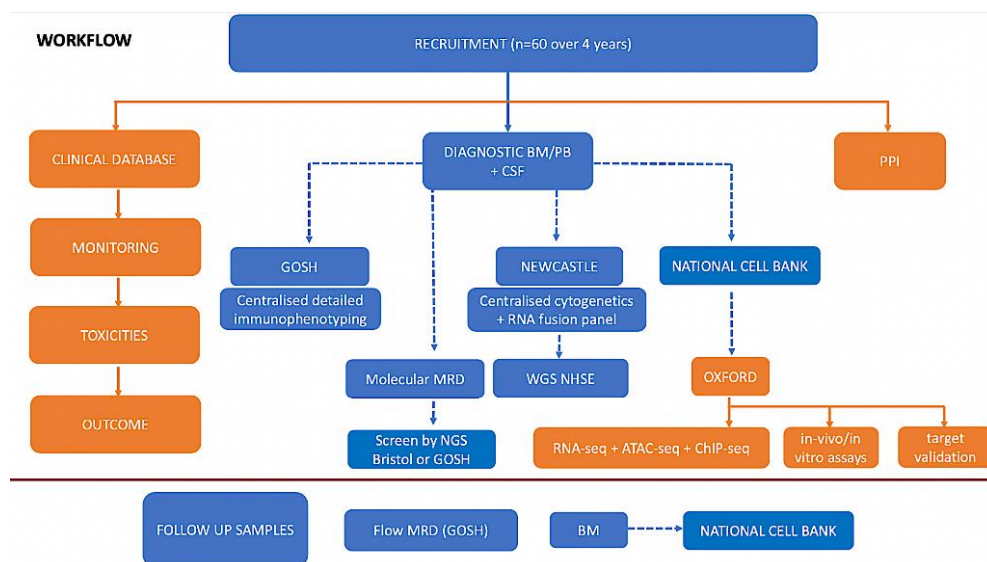 WORKFLOW
RECRUITMENT (n=60 over 4 years)
CLINICAL DATABASE
DIAGNOSTIC BM/PB
+ CSF
PPI
MONITORING
GOSH
NEWCASTLE
NATIONAL CELL BANK
Centralised detailed
immunophenotyping
Centralised cytogenetics
+ RNA fusion panel
TOXICITIES
Molecular MRD
WGS NHSE
OXFORD
OUTCOME
Screen by NGS
Bristol or GOSH
RNA-seq + ATAC-seq + ChIP-seq
in-vivo/in
vitro assays
target
validation
FOLLOW UP SAMPLES
Flow MRD (GOSH)
BM
NATIONAL CELL BANK